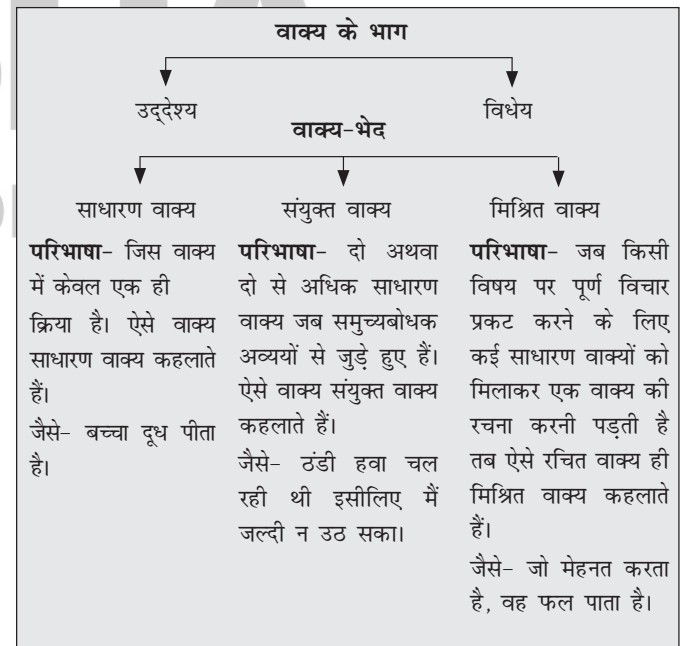 वाक्य के भाग
उद्देश्य
विधेय
वाक्य-भेद
साधारण वाक्य
परिभाषा- जिस वाक्य
में केवल एक ही
क्रिया है। ऐसे वाक्य
साधारण वाक्य कहलाते
हैं।
जैसे- बच्चा दूध पीता
है।
संयुक्त वाक्य
परिभाषा- दो अथवा
दो से अधिक साधारण
वाक्य जब समुच्यबोधक
अव्ययों से जुड़े हुए हैं।
ऐसे वाक्य संयुक्त वाक्य
कहलाते हैं।
जैसे- ठंडी हवा चल
रही थी इसीलिए मैं
जल्दी न उठ सका।
मिश्रित वाक्य
परिभाषा- जब किसी
विषय पर पूर्ण विचार
प्रकट करने के लिए
कई साधारण वाक्यों को
मिलाकर एक वाक्य की
रचना करनी पड़ती है
तब ऐसे रचित वाक्य ही
मिश्रित वाक्य कहलाते
हैं।
जैसे- जो मेहनत करता
है, वह फल पाता है।